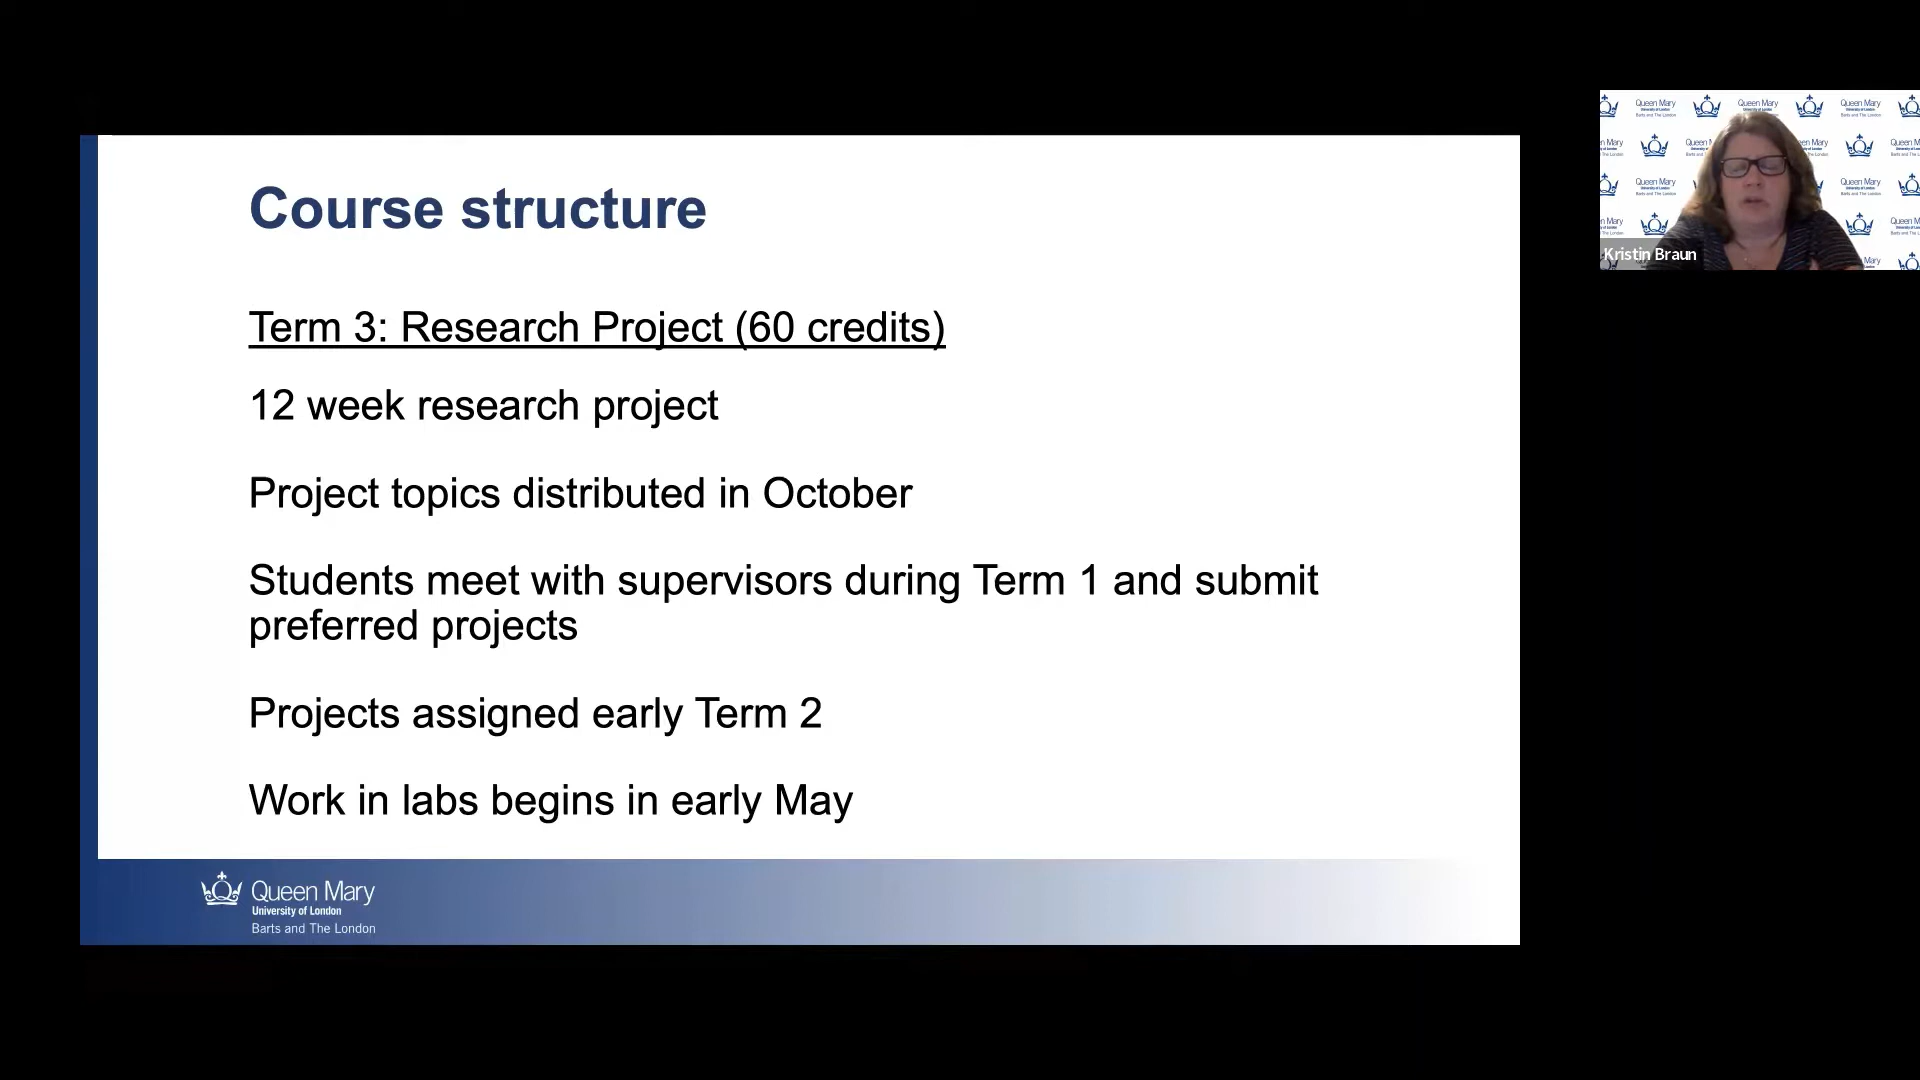 Course structure
Term 3: Research Project (60 credits)
12 week research project
Project topics distributed in October
Students meet with supervisors during Term 1 and submit
preferred projects
Projects assigned early Term 2
Work in labs begins in early May
Queen Mary
University of London
Barts and The London
Kristin Braun